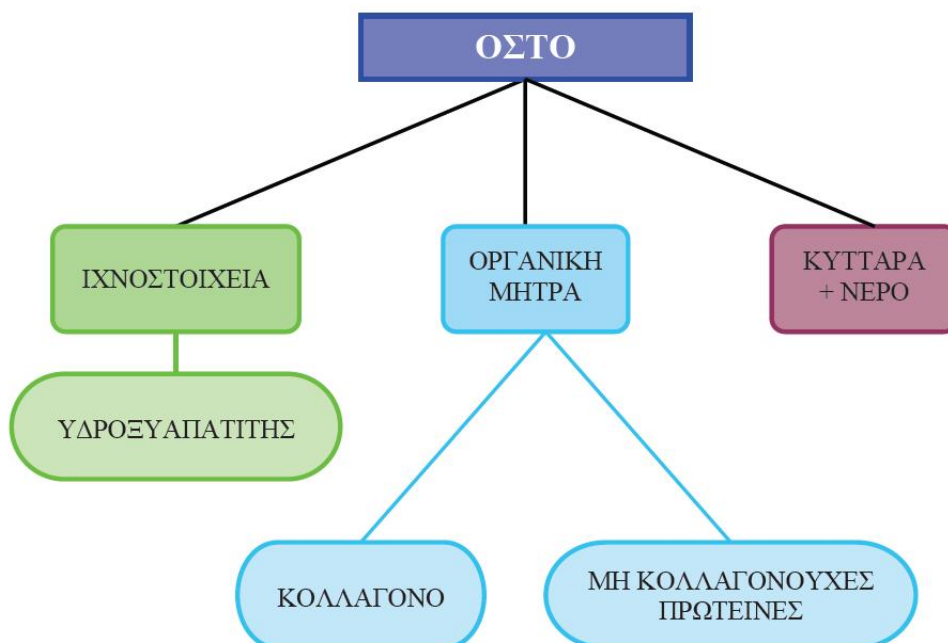 ΟΣΤΟ
ΙΧΝΟΣΤΟΙΧΕΙΑ
ΟΡΓΑΝΙΚΗ
ΜΗΤΡΑ
ΚΥΤΤΑΡΑ
+ ΝΕΡΟ
ΥΔΡΟΞΥΑΠΑΤΙΤΗΣ
ΚΟΛΛΑΓΟΝΟ
ΜΗ ΚΟΛΛΑΓΟΝΟΥΧΕΣ
ΠΡΩΤΕΙΝΕΣ